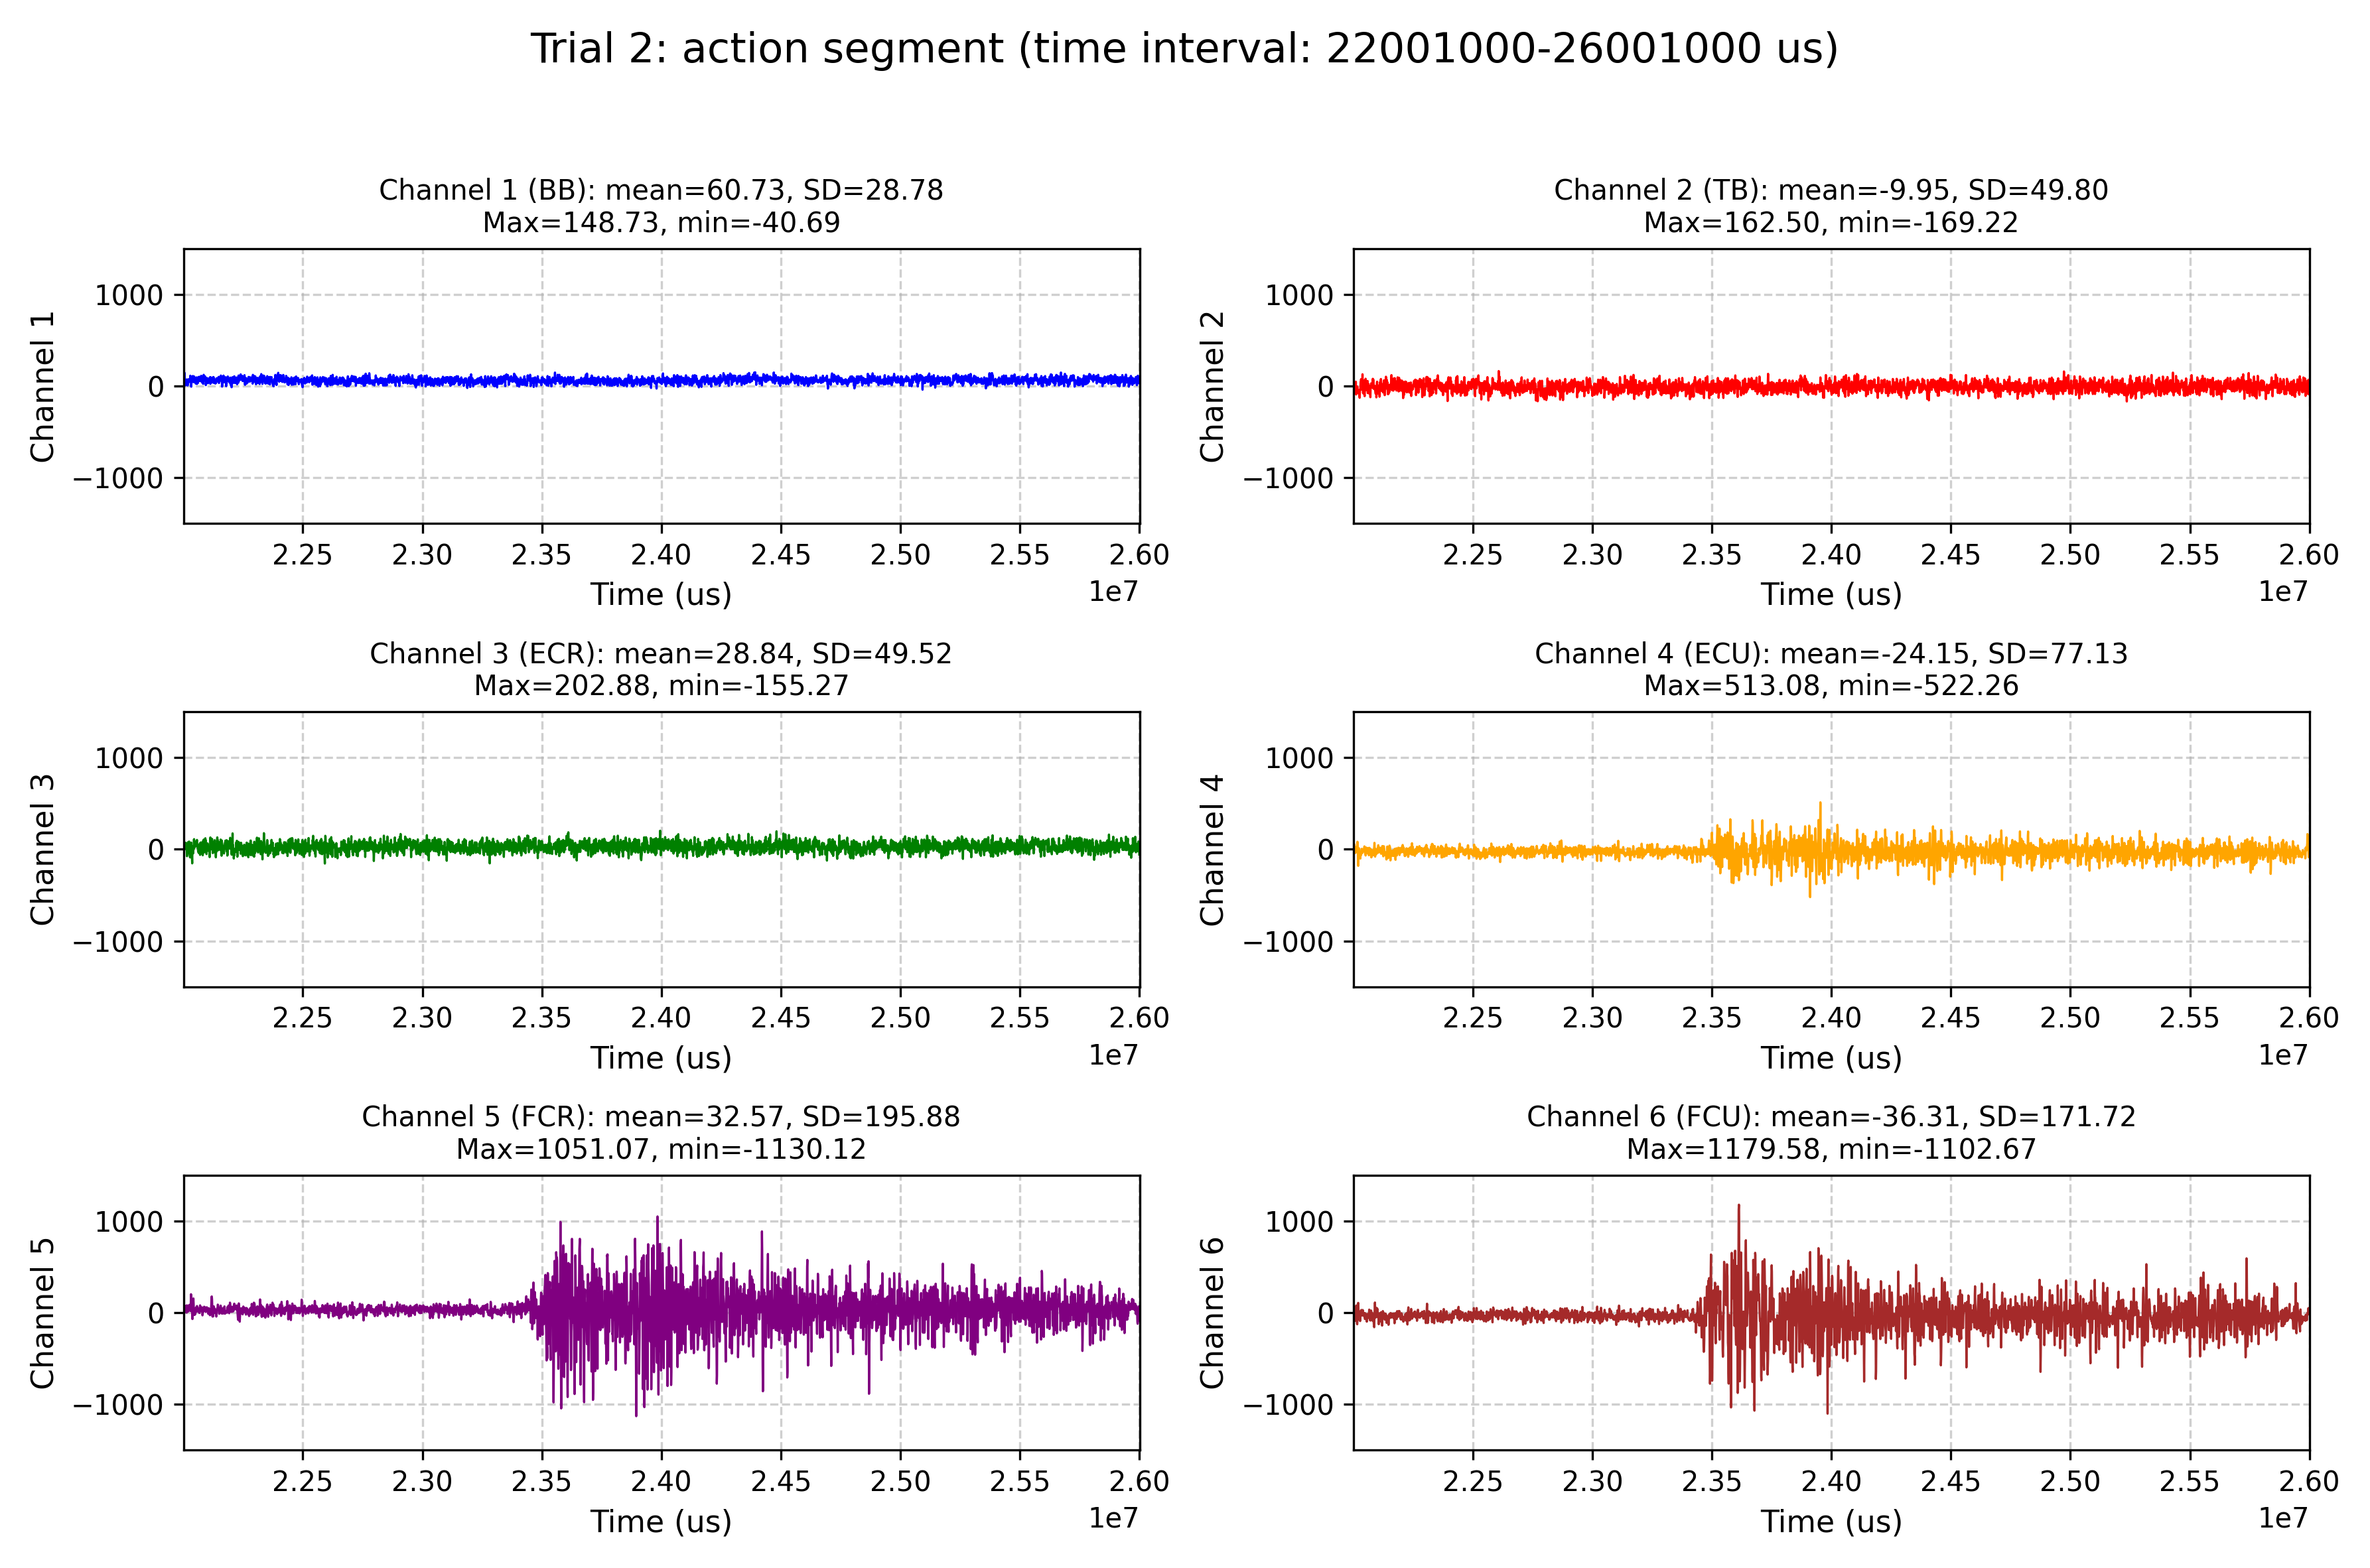 Trial 2: action segment (time interval: 22001000-26001000 us)
Channel 1 (BB): mean=60.73, SD=28.78
Max=148.73, min=-40.69
Channel 1
1000
0
−1000
2.25 2.30 2.35 2.40 2.45 2.50 2.55 2.60
Time (us)
1e7
Channel 2 (TB): mean=-9.95, SD=49.80
Max=162.50, min=-169.22
Channel 2
1000
0
−1000
2.25 2.30 2.35 2.40 2.45 2.50 2.55 2.60
Time (us)
1e7
Channel 3 (ECR): mean=28.84, SD=49.52
Max=202.88, min=-155.27
Channel 3
1000
0
−1000
2.25 2.30 2.35 2.40 2.45 2.50 2.55 2.60
Time (us)
1e7
Channel 4 (ECU): mean=-24.15, SD=77.13
Max=513.08, min=-522.26
Channel 4
1000
0
−1000
2.25 2.30 2.35 2.40 2.45 2.50 2.55 2.60
Time (us)
1e7
Channel 5 (FCR): mean=32.57, SD=195.88
Max=1051.07, min=-1130.12
Channel 5
1000
0
−1000
2.25 2.30 2.35 2.40 2.45 2.50 2.55 2.60
Time (us)
1e7
Channel 6 (FCU): mean=-36.31, SD=171.72
Max=1179.58, min=-1102.67
Channel 6
1000
0
−1000
2.25 2.30 2.35 2.40 2.45 2.50 2.55 2.60
Time (us)
1e7